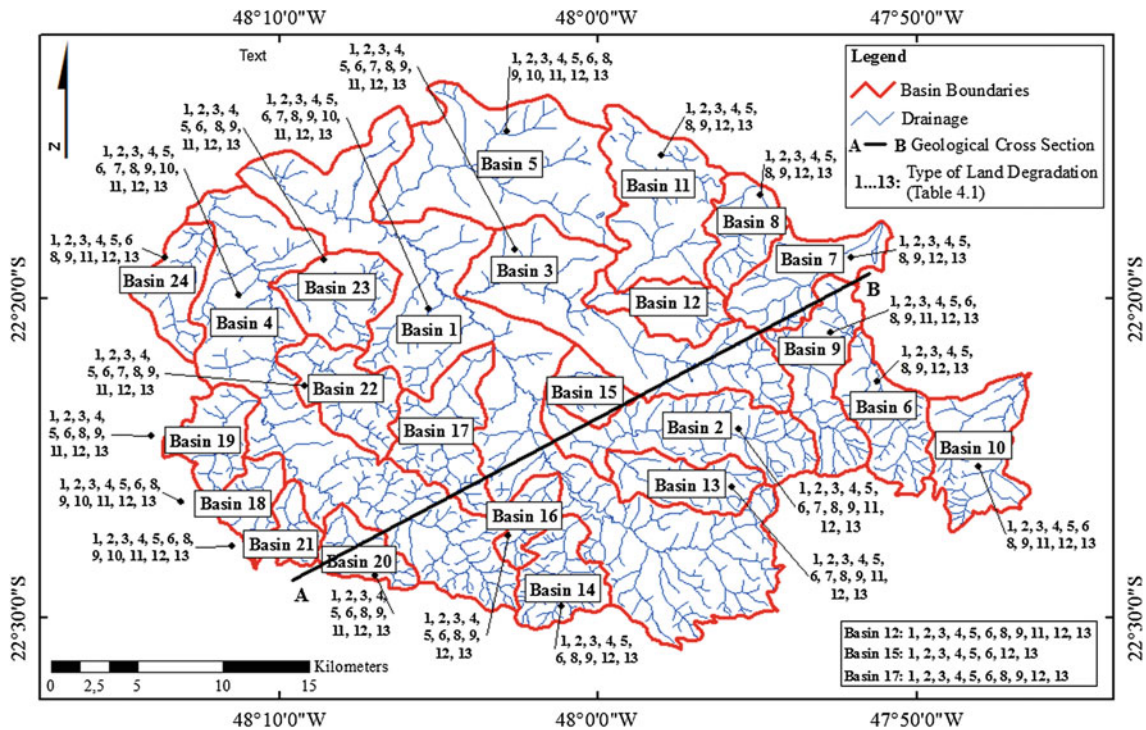 48°10'0"W
48°0'0"W
47°50'0"W
Text
N
1, 2, 3, 4,
5, 6, 7, 8, 9,
11, 12, 13
1, 2, 3, 4, 5, 6, 8,
9, 10, 11, 12, 13
1, 2, 3, 4,
5, 6, 8, 9,
11, 12, 13
1, 2, 3, 4, 5,
6, 7, 8, 9, 10,
11, 12, 13
1, 2, 3, 4, 5,
8, 9, 12, 13
1, 2, 3, 4, 5,
6, 7, 8, 9, 10,
11, 12, 13
1, 2, 3, 4, 5,
8, 9, 12, 13
Legend
Basin Boundaries
Drainage
A B Geological Cross Section
1...13: Type of Land Degradation
(Table 4.1)
Basin 5
Basin 11
Basin 8
1, 2, 3, 4, 5, 6
8, 9, 11, 12, 13
Basin 24
Basin 23
Basin 3
Basin 7
1, 2, 3, 4, 5,
8, 9, 12, 13
22°20'0"S
22°20'0"S
Basin 4
Basin 1
Basin 12
B
1, 2, 3, 4, 5, 6,
8, 9, 11, 12, 13
Basin 9
1, 2, 3, 4, 5,
8, 9, 12, 13
1, 2, 3, 4,
5, 6, 7, 8, 9,
11, 12, 13
Basin 22
Basin 15
Basin 6
1, 2, 3, 4,
5, 6, 8, 9,
11, 12, 13
Basin 19
Basin 17
Basin 2
Basin 10
1, 2, 3, 4, 5, 6, 8,
9, 10, 11, 12, 13
Basin 18
Basin 13
1, 2, 3, 4, 5,
6, 7, 8, 9, 11,
12, 13
1, 2, 3, 4, 5, 6
8, 9, 11, 12, 13
1, 2, 3, 4, 5, 6, 8,
9, 10, 11, 12, 13
Basin 21
Basin 16
Basin 20
1, 2, 3, 4, 5,
6, 7, 8, 9, 11,
12, 13
A
1, 2, 3, 4,
5, 6, 8, 9,
11, 12, 13
Basin 14
1, 2, 3, 4,
5, 6, 8, 9,
12, 13
1, 2, 3, 4, 5,
6, 8, 9, 12, 13
22°30'0"S
22°30'0"S
Basin 12: 1, 2, 3, 4, 5, 6, 8, 9, 11, 12, 13
Basin 15: 1, 2, 3, 4, 5, 6, 12, 13
Basin 17: 1, 2, 3, 4, 5, 6, 8, 9, 12, 13
Kilometers
0 2,5 5 10 15
48°10'0"W
48°0'0"W
47°50'0"W